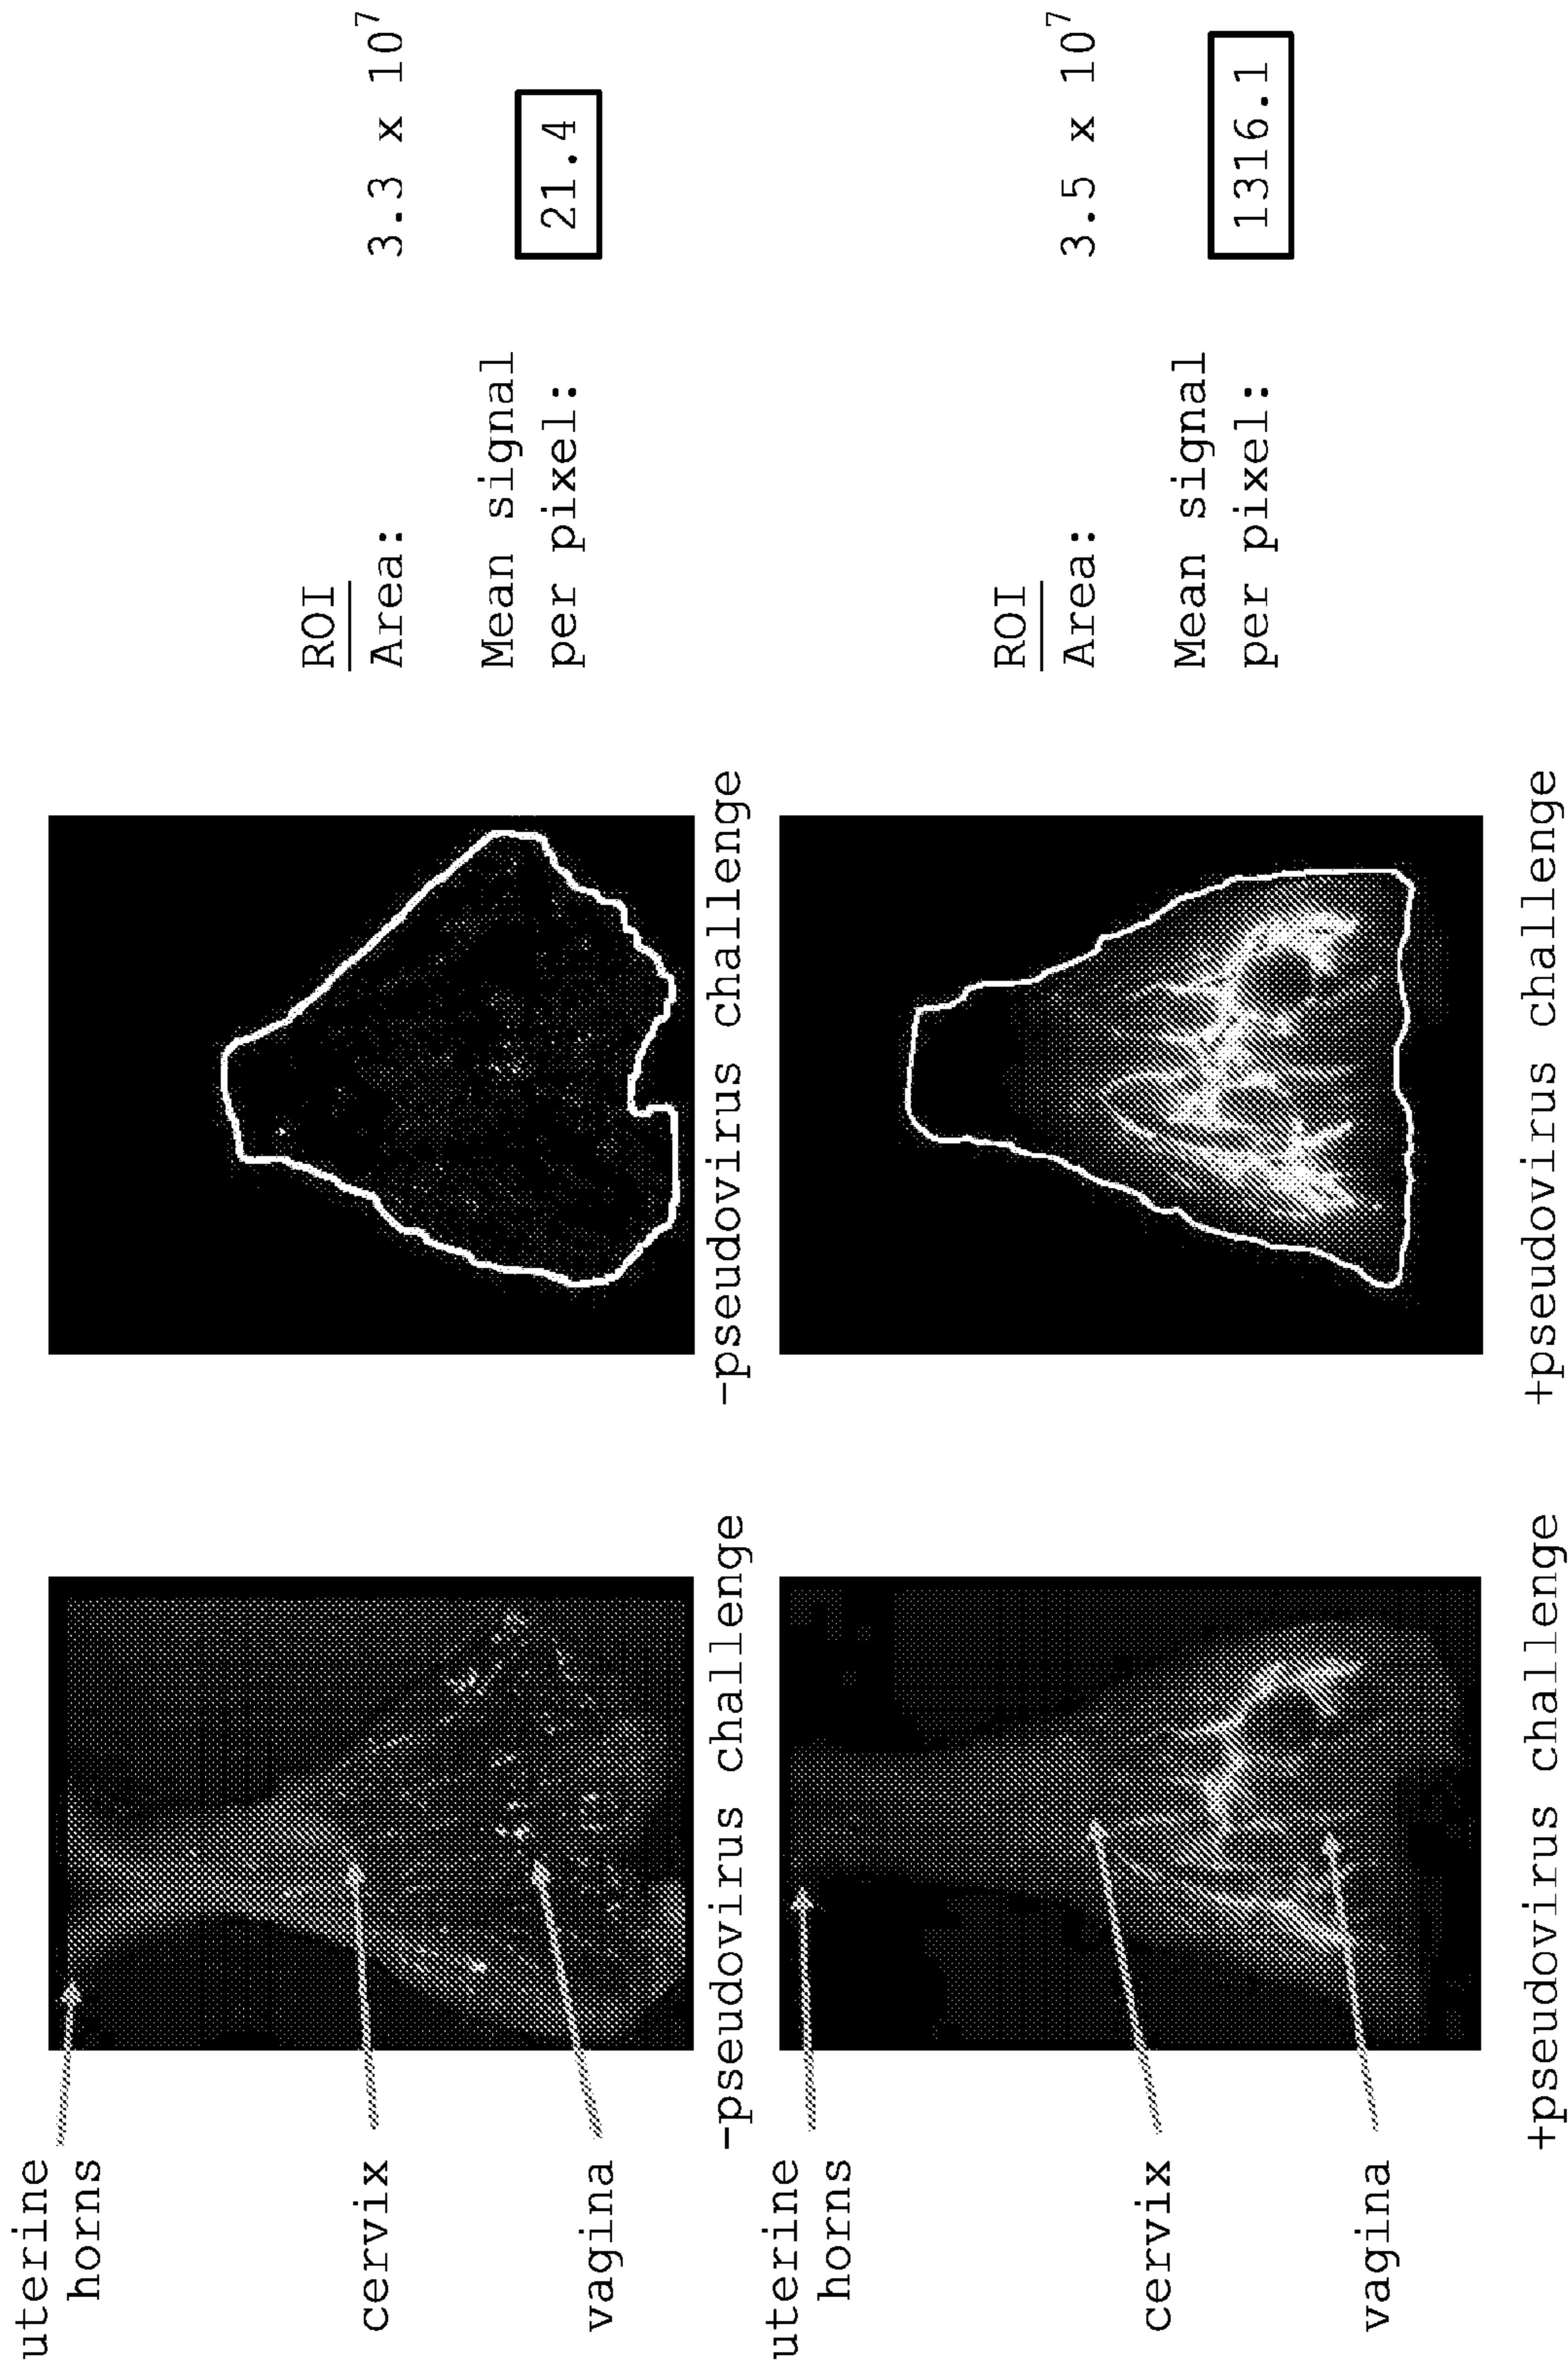 uterine
horns
cervix
vagina
-pseudovirus challenge
-pseudovirus challenge
ROI
Area: 3.3 x 10⁷
Mean signal
per pixel: 21.4
uterine
horns
cervix
vagina
+pseudovirus challenge
+pseudovirus challenge
ROI
Area: 3.5 x 10⁷
Mean signal
per pixel: 1316.1